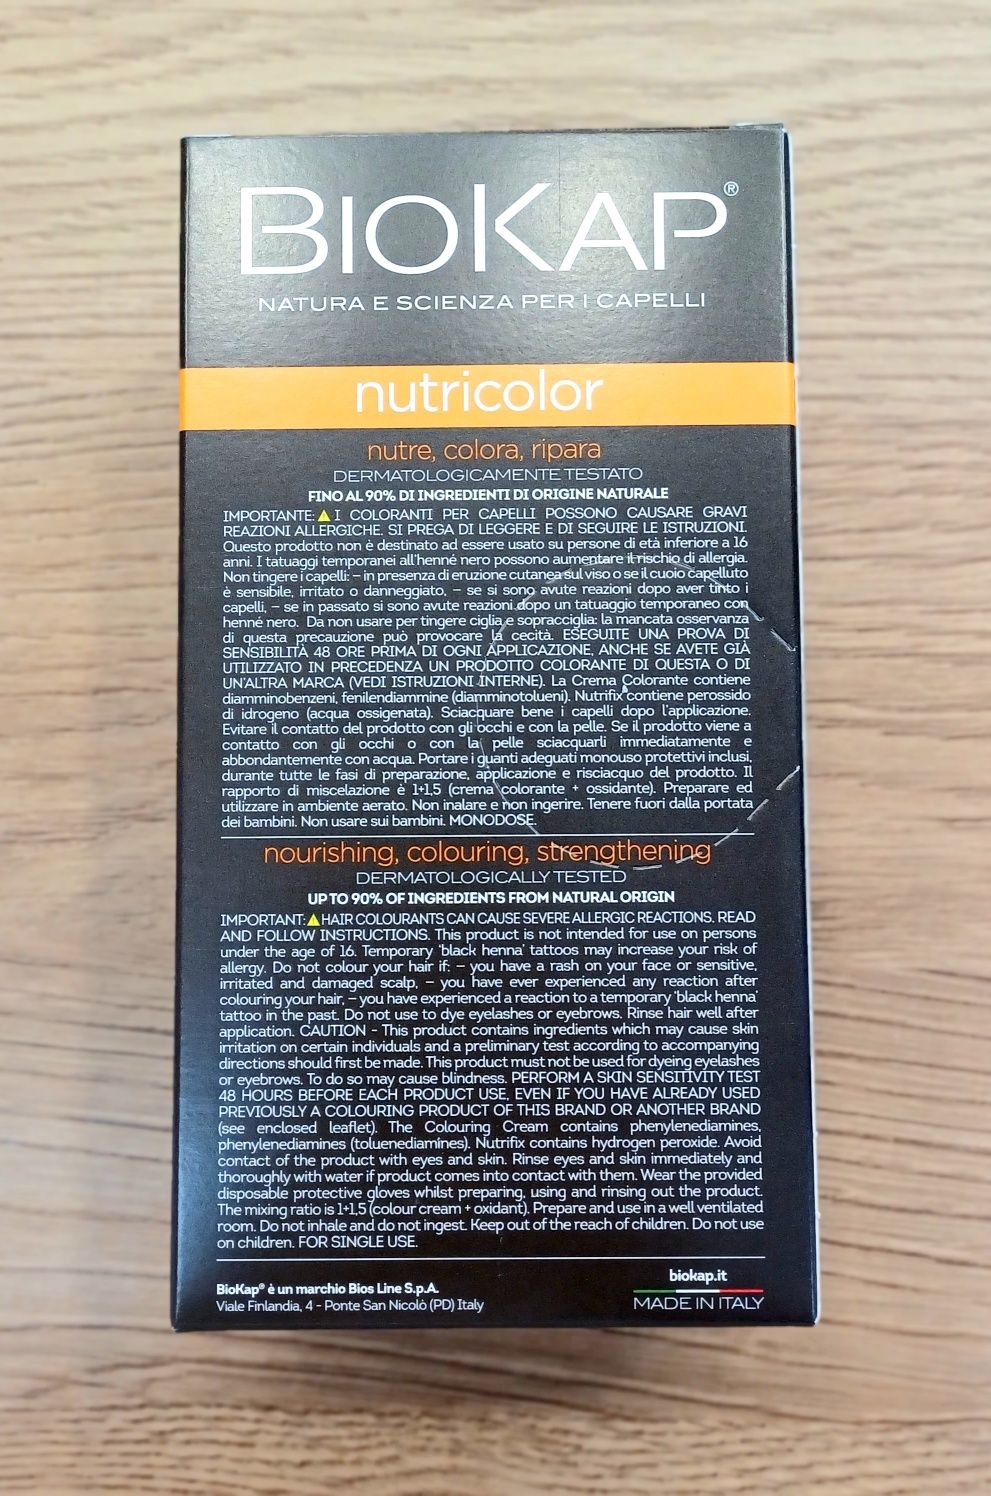 BIOKAP®
NATURA E SCIENZA PER I CAPELLI
nutricolor
nutre, colora, ripara
DERMATOLOGICAMENTE TESTATO
FINO AL 90% DI INGREDIENTI DI ORIGINE NATURALE
IMPORTANTE: ⚠ I COLORANTI PER CAPELLI POSSONO CAUSARE GRAVI
REAZIONI ALLERGICHE. SI PREGA DI LEGGERE E DI SEGUIRE LE ISTRUZIONI.
Questo prodotto non è destinato ad essere usato su persone di età inferiore a 16
anni. I tatuaggi temporanei all'henné nero possono aumentare il rischio di allergia.
Non tingere i capelli: – in presenza di eruzione cutanea sul viso o se il cuoio capelluto
è sensibile, irritato o danneggiato, – se si sono avute reazioni dopo aver tinto i
capelli, – se in passato si sono avute reazioni dopo un tatuaggio temporaneo con
henné nero. Da non usare per tingere ciglia e sopracciglia: la mancata osservanza
di questa precauzione può provocare la cecità. ESEGUITE UNA PROVA DI
SENSIBILITÀ 48 ORE PRIMA DI OGNI APPLICAZIONE, ANCHE SE AVETE GIÀ
UTILIZZATO IN PRECEDENZA UN PRODOTTO COLORANTE DI QUESTA O DI
UN'ALTRA MARCA (VEDI ISTRUZIONI INTERNE). La Crema Colorante contiene
diamminobenzeni, fenilendiammine (diamminotolueni). Nutrifix contiene perossido
di idrogeno (acqua ossigenata). Sciacquare bene i capelli dopo l'applicazione.
Evitare il contatto del prodotto con gli occhi e con la pelle. Se il prodotto viene a
contatto con gli occhi o con la pelle sciacquarli immediatamente e
abbondantemente con acqua. Portare i guanti adeguati monouso protettivi inclusi,
durante tutte le fasi di preparazione, applicazione e risciacquo del prodotto. Il
rapporto di miscelazione è 1+1,5 (crema colorante + ossidante). Preparare ed
utilizzare in ambiente aerato. Non inalare e non ingerire. Tenere fuori dalla portata
dei bambini. Non usare sui bambini. MONODOSE.
nourishing, colouring, strengthening
DERMATOLOGICALLY TESTED
UP TO 90% OF INGREDIENTS FROM NATURAL ORIGIN
IMPORTANT: ⚠ HAIR COLOURANTS CAN CAUSE SEVERE ALLERGIC REACTIONS. READ
AND FOLLOW INSTRUCTIONS. This product is not intended for use on persons
under the age of 16. Temporary 'black henna' tattoos may increase your risk of
allergy. Do not colour your hair if: – you have a rash on your face or sensitive,
irritated and damaged scalp, – you have ever experienced any reaction after
colouring your hair, – you have experienced a reaction to a temporary 'black henna'
tattoo in the past. Do not use to dye eyelashes or eyebrows. Rinse hair well after
application. CAUTION - This product contains ingredients which may cause skin
irritation on certain individuals and a preliminary test according to accompanying
directions should first be made. This product must not be used for dyeing eyelashes
or eyebrows. To do so may cause blindness. PERFORM A SKIN SENSITIVITY TEST
48 HOURS BEFORE EACH PRODUCT USE, EVEN IF YOU HAVE ALREADY USED
PREVIOUSLY A COLOURING PRODUCT OF THIS BRAND OR ANOTHER BRAND
(see enclosed leaflet). The Colouring Cream contains phenylenediamines,
phenylenediamines (toluenediamines). Nutrifix contains hydrogen peroxide. Avoid
contact of the product with eyes and skin. Rinse eyes and skin immediately and
thoroughly with water if product comes into contact with them. Wear the provided
disposable protective gloves whilst preparing, using and rinsing out the product.
The mixing ratio is 1+1,5 (colour cream + oxidant). Prepare and use in a well ventilated
room. Do not inhale and do not ingest. Keep out of the reach of children. Do not use
on children. FOR SINGLE USE.
BioKap® è un marchio Bios Line S.p.A.
Viale Finlandia, 4 - Ponte San Nicolò (PD) Italy
biokap.it
MADE IN ITALY